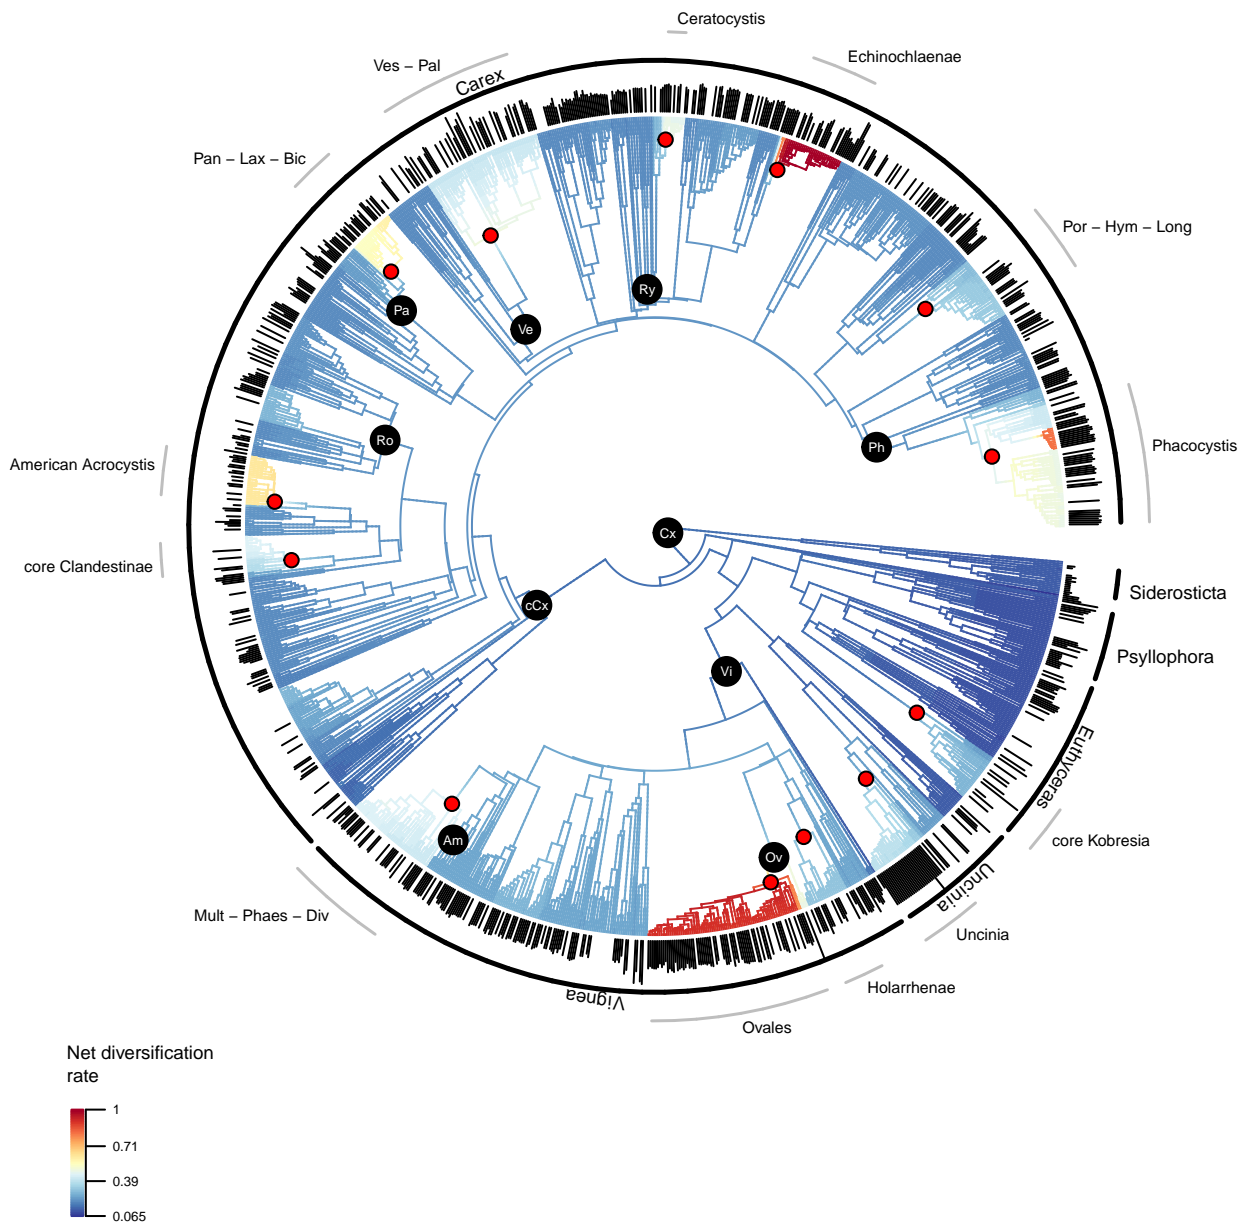 Ceratocystis
Echinochlaenae
Ves – Pal
Carex
Pan – Lax – Bic
Por – Hym – Long
Ry
Pa
Ve
Ro
Ph
Phacocystis
American Acrocystis
Cx
core Clandestinae
Siderosticta
cCx
Psyllophora
Vi
Euthyceras
Am
core Kobresia
Ov
Uncinia
Mult – Phaes – Div
Uncinia
Holarrhenae
Vignea
Ovales
Net diversification
rate
1
0.71
0.39
0.065